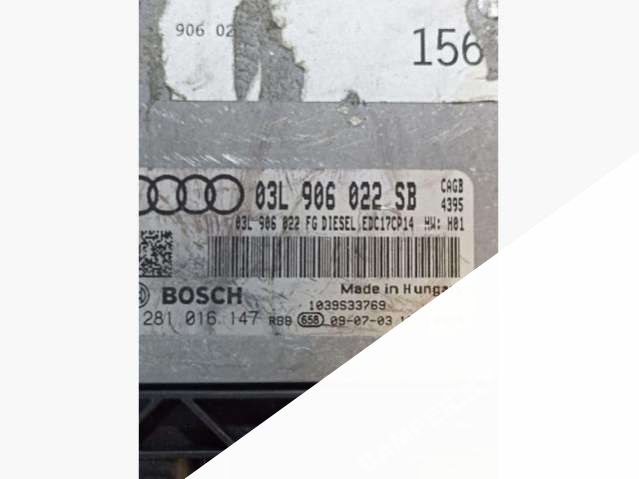 906 02
156
03L 906 022 SB
CAGB
4395
03L 906 022 FG DIESEL EDC17CP14 HW: H01
BOSCH
Made in Hunga
1039S33769
281 016 147 RBB 658 09-07-03